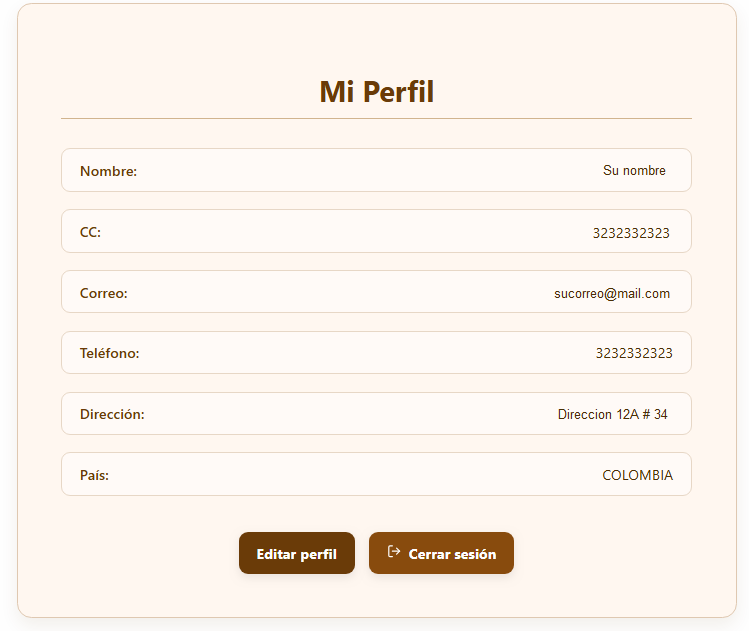 Mi Perfil
Nombre: Su nombre
CC: 3232332323
Correo: sucorreo@mail.com
Teléfono: 3232332323
Dirección: Direccion 12A # 34
País: COLOMBIA
Editar perfil Cerrar sesión